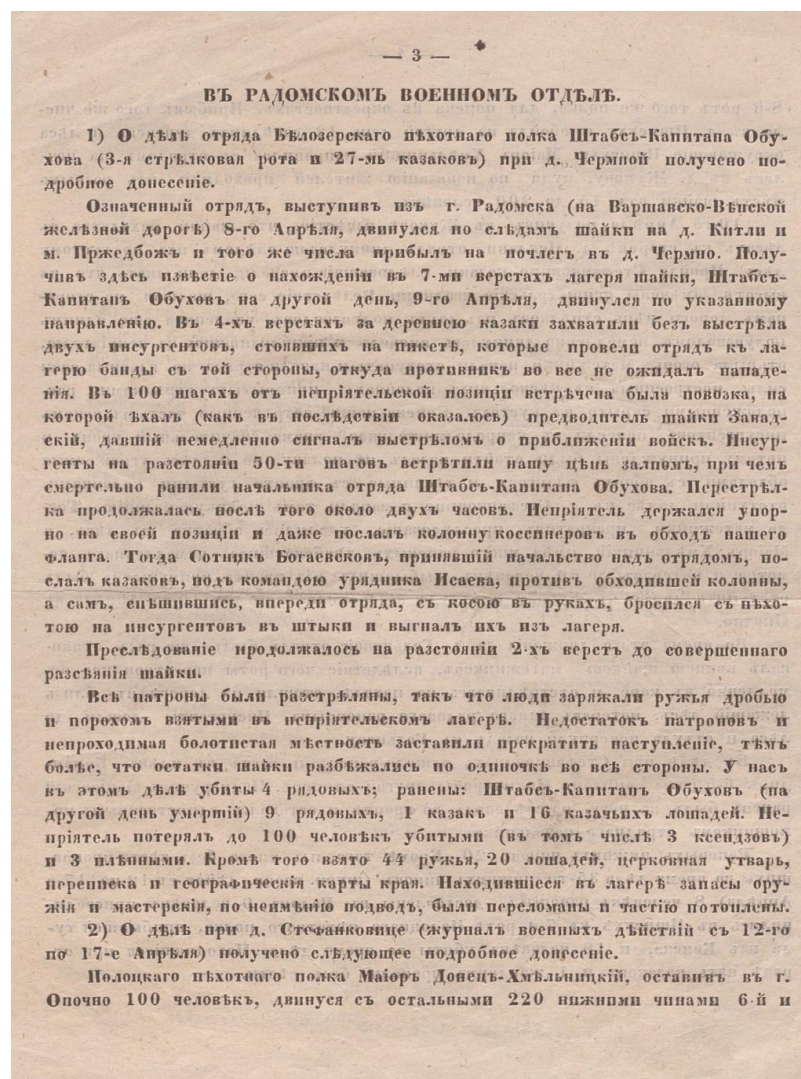 — 3 —
ВЪ РАДОМСКОМЪ ВОЕННОМЪ ОТДѢЛѢ.
1) О дѣлѣ отряда Бѣлозерскаго пѣхотнаго полка Штабсъ-Капитана Обу-
хова (3-я стрѣлковая рота и 27-мь казаковъ) при д. Чермной получено по-
дробное донесеніе.
Означенный отрядъ, выступивъ изъ г. Радомска (на Варшавско-Вѣнской
желѣзной дорогѣ) 8-го Апрѣля, двинулся по слѣдамъ шайки на д. Китли и
м. Пржедбожъ и того же числа прибылъ на ночлегъ въ д. Чермно. Полу-
чивъ здѣсь извѣстіе о нахожденіи въ 7-ми верстахъ лагеря шайки, Штабсъ-
Капитанъ Обуховъ на другой день, 9-го Апрѣля, двинулся по указанному
направленію. Въ 4-хъ верстахъ за деревнею казаки захватили безъ выстрѣла
двухъ инсургентовъ, стоявшихъ на пикетѣ, которые провели отрядъ къ ла-
герю банды съ той стороны, откуда противникъ во все не ожидалъ нападе-
нія. Въ 100 шагахъ отъ непріятельской позиціи встрѣчена была повозка, на
которой ѣхалъ (какъ въ послѣдствіи оказалось) предводитель шайки Завад-
скій, давшій немедленно сигналъ выстрѣломъ о приближеніи войскъ. Инсур-
генты на разстояніи 50-ти шаговъ встрѣтили нашу цѣпь залпомъ, при чемъ
смертельно ранили начальника отряда Штабсъ-Капитана Обухова. Перестрѣл-
ка продолжалась послѣ того около двухъ часовъ. Непріятель держался упор-
но на своей позиціи и даже послалъ колонну коссинеровъ въ обходъ нашего
фланга. Тогда Сотникъ Богаевсковъ, принявшій начальство надъ отрядомъ, по-
слалъ казаковъ, подъ командою урядника Исаева, противъ обходившей колонны,
а самъ, спѣшившись, впереди отряда, съ косою въ рукахъ, бросился съ пѣхо-
тою на инсургентовъ въ штыки и выгналъ ихъ изъ лагеря.
Преслѣдованіе продолжалось на разстояніи 2-хъ верстъ до совершеннаго
разсѣянія шайки.
Всѣ патроны были разстрѣляны, такъ что люди заряжали ружья дробью
и порохомъ взятыми въ непріятельскомъ лагерѣ. Недостатокъ патроновъ и
непроходимая болотистая мѣстность заставили прекратить наступленіе, тѣмъ
болѣе, что остатки шайки разбѣжались по одиночкѣ во всѣ стороны. У насъ
въ этомъ дѣлѣ убиты 4 рядовыхъ; ранены: Штабсъ-Капитанъ Обуховъ (на
другой день умершій) 9 рядовыхъ, 1 казакъ и 16 казачьихъ лошадей. Не-
пріятель потерялъ до 100 человѣкъ убитыми (въ томъ числѣ 3 ксендзовъ)
и 3 плѣнными. Кромѣ того взято 44 ружья, 20 лошадей, церковная утварь,
переписка и географическія карты края. Находившіеся въ лагерѣ запасы ору-
жія и мастерскія, по неимѣнію подводъ, были переломаны и частію потоплены.
2) О дѣлѣ при д. Стефанковице (журналъ военныхъ дѣйствій съ 12-го
по 17-е Апрѣля) получено слѣдующее подробное донесеніе.
Полоцкаго пѣхотнаго полка Маіоръ Донецъ-Хмѣльницкій, оставивъ въ г.
Опочно 100 человѣкъ, двинуся съ остальными 220 нижними чинами 6-й и